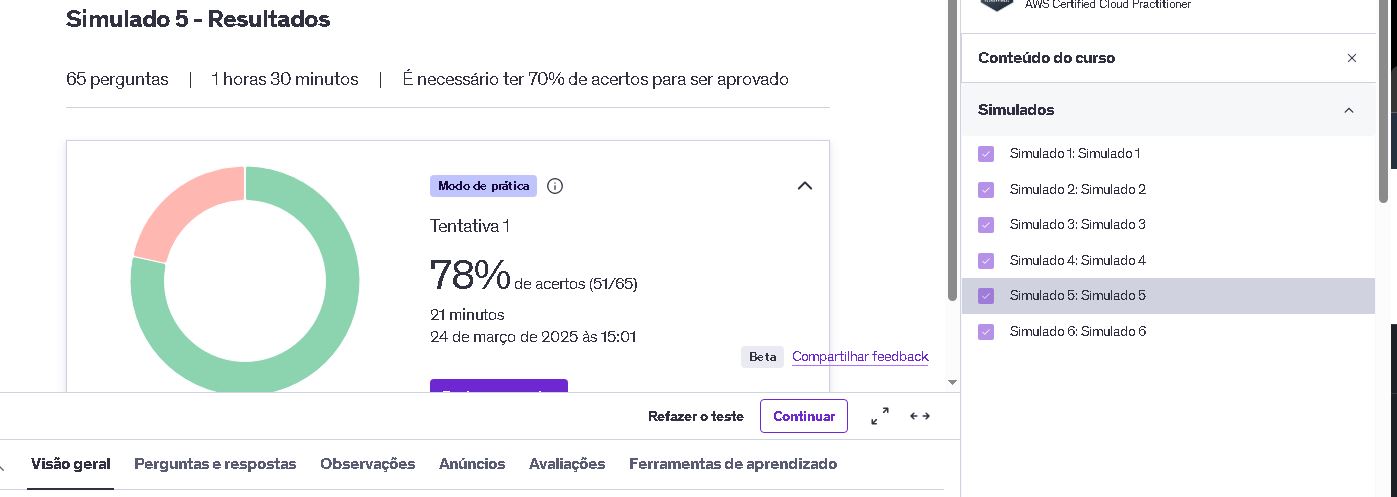 Simulado 5 - Resultados
65 perguntas | 1 horas 30 minutos | É necessário ter 70% de acertos para ser aprovado
Modo de prática
Tentativa 1
78% de acertos (51/65)
21 minutos
24 de março de 2025 às 15:01
Beta Compartilhar feedback
Refazer o teste Continuar
Visão geral Perguntas e respostas Observações Anúncios Avaliações Ferramentas de aprendizado
AWS Certified Cloud Practitioner
Conteúdo do curso
Simulados
Simulado 1: Simulado 1
Simulado 2: Simulado 2
Simulado 3: Simulado 3
Simulado 4: Simulado 4
Simulado 5: Simulado 5
Simulado 6: Simulado 6